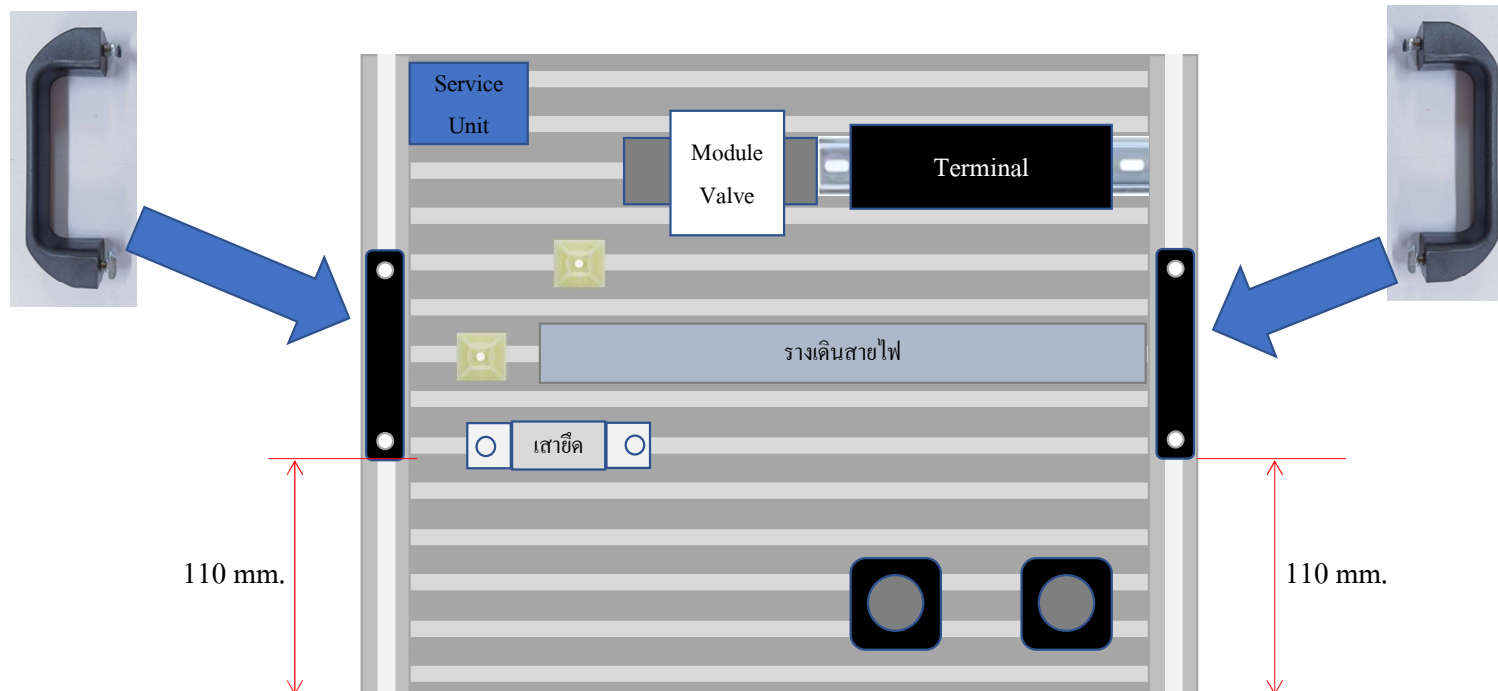 Service
Unit
Module
Valve
Terminal
รางเดินสายไฟ
เสายึด
110 mm.
110 mm.